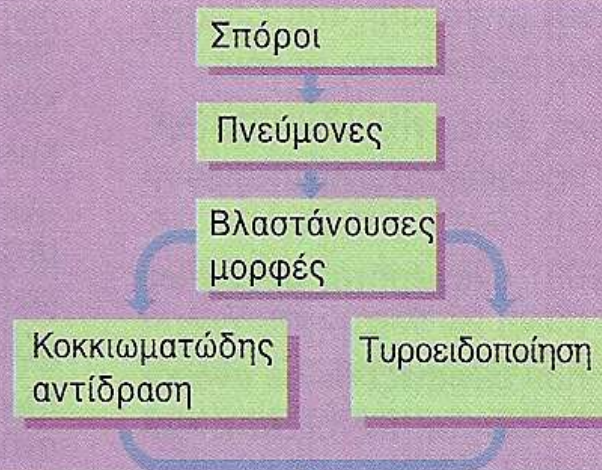 Σπόροι
Πνεύμονες
Βλαστάνουσες
μορφές
Κοκκιωματώδης
αντίδραση
Τυροειδοποίηση